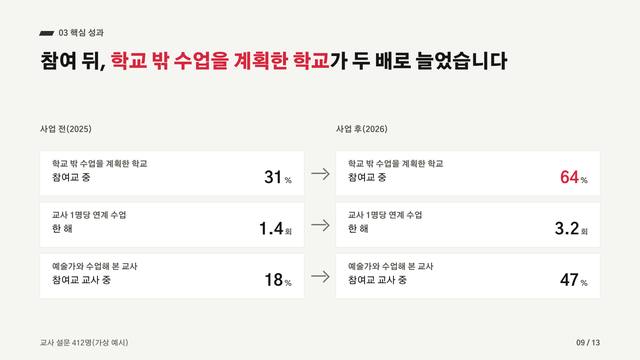 03 핵심 성과
참여 뒤, 학교 밖 수업을 계획한 학교가 두 배로 늘었습니다
사업 전(2025)
사업 후(2026)
학교 밖 수업을 계획한 학교
참여교 중
31%
학교 밖 수업을 계획한 학교
참여교 중
64%
교사 1명당 연계 수업
한 해
1.4회
교사 1명당 연계 수업
한 해
3.2회
예술가와 수업해 본 교사
참여교 교사 중
18%
예술가와 수업해 본 교사
참여교 교사 중
47%
교사 설문 412명(가상 예시)
09 / 13